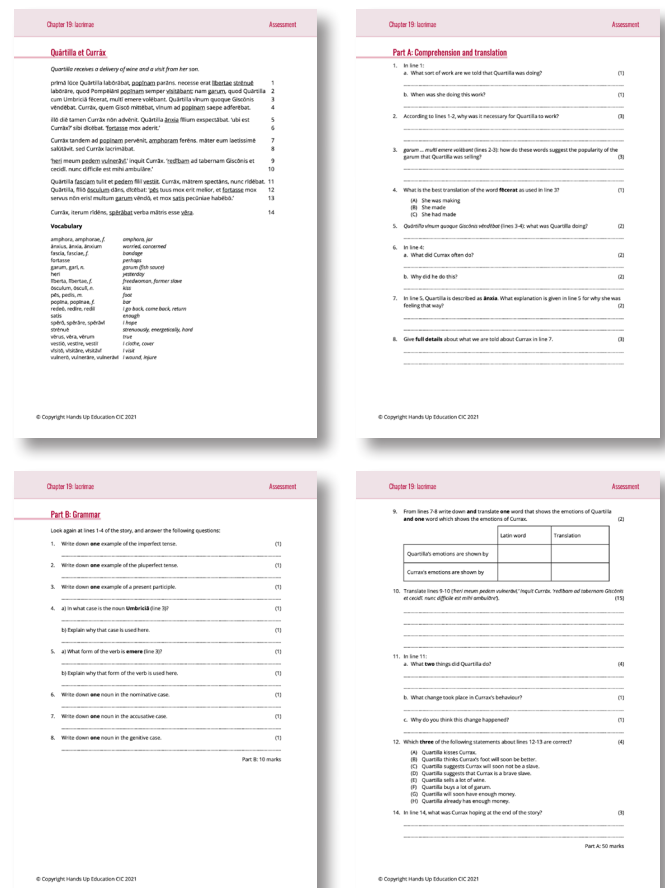 Chapter 19: lacrimae Assessment
Quārtilla et Currāx
Quartilla receives a delivery of wine and a visit from her son.
prīmā lūce Quārtilla labōrābat, popīnam parāns. necesse erat lībertae strēnuē 1
labōrāre, quod Pompēiānī popīnam semper vīsitābant: nam garum, quod Quārtilla 2
cum Umbriciā fēcerat, multī emere volēbant. Quārtilla vīnum quoque Giscōnis 3
vēndēbat. Currāx, quem Giscō mittēbat, vīnum ad popīnam saepe adferēbat. 4
illō diē tamen Currāx nōn advēnit. Quārtilla ānxia fīlium exspectābat. 'ubi est 5
Currāx?' sibi dīcēbat. 'fortasse mox aderit.' 6
Currāx tandem ad popīnam pervēnit, amphoram ferēns. māter eum laetissimē 7
salūtāvit. sed Currāx lacrimābat. 8
'herī meum pedem vulnerāvī,' inquit Currāx. 'redībam ad tabernam Giscōnis et 9
cecidī. nunc difficile est mihi ambulāre.' 10
Quārtilla fasciam tulit et pedem fīliī vestīit. Currāx, mātrem spectāns, nunc rīdēbat. 11
Quārtilla, fīliō ōsculum dāns, dīcēbat: 'pēs tuus mox erit melior, et fortasse mox 12
servus nōn eris! multum garum vēndō, et mox satis pecūniae habēbō.' 13
Currāx, iterum rīdēns, spērābat verba mātris esse vēra. 14
Vocabulary
amphora, amphorae, f. amphora, jar
ānxius, ānxia, ānxium worried, concerned
fascia, fasciae, f. bandage
fortasse perhaps
garum, garī, n. garum (fish sauce)
herī yesterday
līberta, lībertae, f. freedwoman, former slave
ōsculum, ōsculī, n. kiss
pēs, pedis, m. foot
popīna, popīnae, f. bar
redeō, redīre, rediī I go back, come back, return
satis enough
spērō, spērāre, spērāvī I hope
strēnuē strenuously, energetically, hard
vērus, vēra, vērum true
vestiō, vestīre, vestiī I clothe, cover
vīsitō, vīsitāre, vīsitāvī I visit
vulnerō, vulnerāre, vulnerāvī I wound, injure
© Copyright Hands Up Education CIC 2021
Chapter 19: lacrimae Assessment
Part A: Comprehension and translation
1. In line 1:
a. What sort of work are we told that Quartilla was doing? (1)
b. When was she doing this work? (1)
2. According to lines 1-2, why was it necessary for Quartilla to work? (3)
3. garum ... multī emere volēbant (lines 2-3): how do these words suggest the popularity of the
garum that Quartilla was selling? (3)
4. What is the best translation of the word fēcerat as used in line 3? (1)
(A) She was making
(B) She made
(C) She had made
5. Quārtilla vīnum quoque Giscōnis vēndēbat (lines 3-4): what was Quartilla doing? (2)
6. In line 4:
a. What did Currax often do? (2)
b. Why did he do this? (2)
7. In line 5, Quartilla is described as ānxia. What explanation is given in line 5 for why she was
feeling that way? (2)
8. Give full details about what we are told about Currax in line 7. (3)
© Copyright Hands Up Education CIC 2021
Chapter 19: lacrimae Assessment
Part B: Grammar
Look again at lines 1-4 of the story, and answer the following questions:
1. Write down one example of the imperfect tense. (1)
2. Write down one example of the pluperfect tense. (1)
3. Write down one example of a present participle. (1)
4. a) In what case is the noun Umbriciā (line 3)? (1)
b) Explain why that case is used here. (1)
5. a) What form of the verb is emere (line 3)? (1)
b) Explain why that form of the verb is used here. (1)
6. Write down one noun in the nominative case. (1)
7. Write down one noun in the accusative case. (1)
8. Write down one noun in the genitive case. (1)
Part B: 10 marks
© Copyright Hands Up Education CIC 2021
Chapter 19: lacrimae Assessment
9. From lines 7-8 write down and translate one word that shows the emotions of Quartilla
and one word which shows the emotions of Currax. (2)
Latin word Translation
Quartilla's emotions are shown by
Currax's emotions are shown by
10. Translate lines 9-10 ('herī meum pedem vulnerāvī,' inquit Currāx. 'redībam ad tabernam Giscōnis
et cecidī. nunc difficile est mihi ambulāre'). (15)
11. In line 11:
a. What two things did Quartilla do? (4)
b. What change took place in Currax's behaviour? (1)
c. Why do you think this change happened? (1)
12. Which three of the following statements about lines 12-13 are correct? (4)
(A) Quartilla kisses Currax.
(B) Quartilla thinks Currax's foot will soon be better.
(C) Quartilla suggests Currax will soon not be a slave.
(D) Quartilla suggests that Currax is a brave slave.
(E) Quartilla sells a lot of wine.
(F) Quartilla buys a lot of garum.
(G) Quartilla will soon have enough money.
(H) Quartilla already has enough money.
14. In line 14, what was Currax hoping at the end of the story? (3)
Part A: 50 marks
© Copyright Hands Up Education CIC 2021